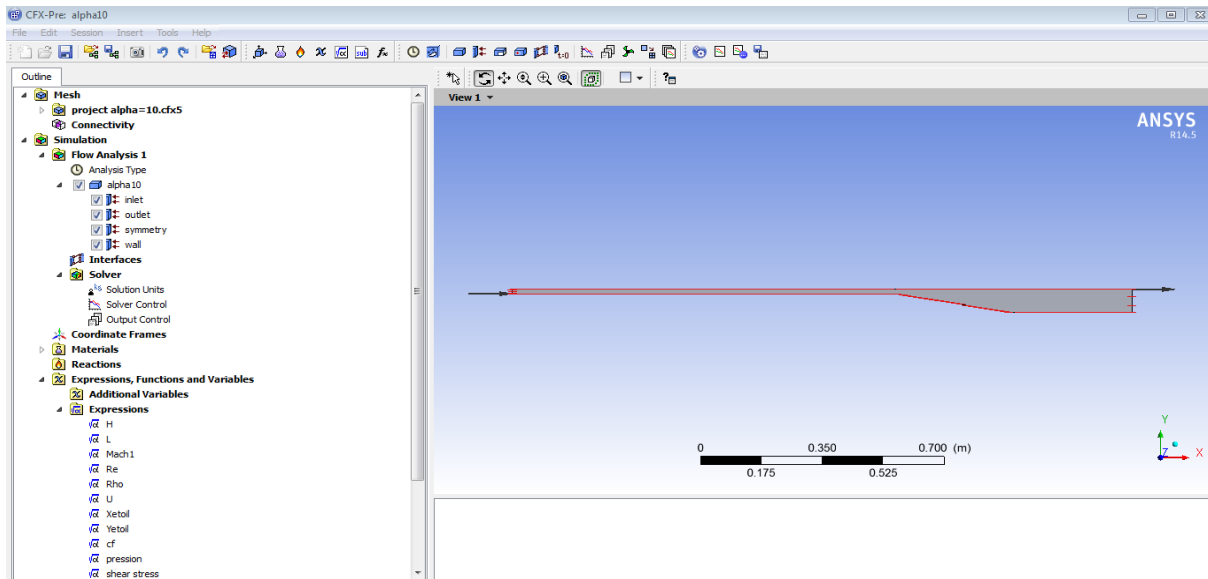 CFX-Pre: alpha10
File Edit Session Insert Tools Help
Outline
Mesh
project alpha=10.cfx5
Connectivity
Simulation
Flow Analysis 1
Analysis Type
alpha10
inlet
outlet
symmetry
wall
Interfaces
Solver
Solution Units
Solver Control
Output Control
Coordinate Frames
Materials
Reactions
Expressions, Functions and Variables
Additional Variables
Expressions
H
L
Mach1
Re
Rho
U
Xetoil
Yetoil
cf
pression
shear stress
View 1
ANSYS
R14.5
0 0.350 0.700 (m)
0.175 0.525
Y
Z X